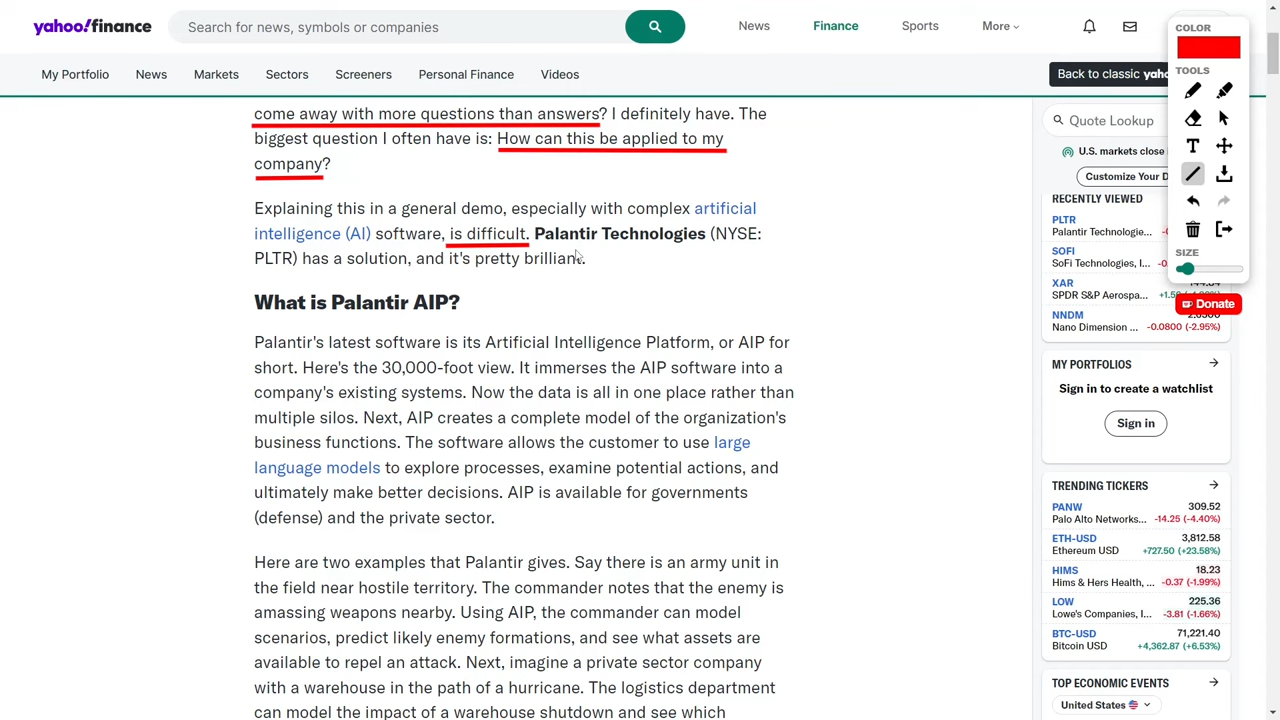 yahoo!finance
Search for news, symbols or companies
News
Finance
Sports
More
My Portfolio
News
Markets
Sectors
Screeners
Personal Finance
Videos
Back to classic
come away with more questions than answers? I definitely have. The
biggest question I often have is: How can this be applied to my
company?
Explaining this in a general demo, especially with complex artificial
intelligence (AI) software, is difficult. Palantir Technologies (NYSE:
PLTR) has a solution, and it's pretty brilliant.
What is Palantir AIP?
Palantir's latest software is its Artificial Intelligence Platform, or AIP for
short. Here's the 30,000-foot view. It immerses the AIP software into a
company's existing systems. Now the data is all in one place rather than
multiple silos. Next, AIP creates a complete model of the organization's
business functions. The software allows the customer to use large
language models to explore processes, examine potential actions, and
ultimately make better decisions. AIP is available for governments
(defense) and the private sector.
Here are two examples that Palantir gives. Say there is an army unit in
the field near hostile territory. The commander notes that the enemy is
amassing weapons nearby. Using AIP, the commander can model
scenarios, predict likely enemy formations, and see what assets are
available to repel an attack. Next, imagine a private sector company
with a warehouse in the path of a hurricane. The logistics department
can model the impact of a warehouse shutdown and see which
Quote Lookup
U.S. markets close
Customize Your
RECENTLY VIEWED
PLTR
Palantir Technologie...
SOFI
SoFi Technologies, I...
XAR
SPDR S&P Aerospa...
NNDM
Nano Dimension ... -0.0800 (-2.95%)
MY PORTFOLIOS
Sign in to create a watchlist
Sign in
TRENDING TICKERS
PANW 309.52
Palo Alto Networks... -14.25 (-4.40%)
ETH-USD 3,812.58
Ethereum USD +727.50 (+23.58%)
HIMS 18.23
Hims & Hers Health, ... -0.37 (-1.99%)
LOW 225.36
Lowe's Companies, I... -3.81 (-1.66%)
BTC-USD 71,221.40
Bitcoin USD +4,362.87 (+6.53%)
TOP ECONOMIC EVENTS
United States
COLOR
TOOLS
T
SIZE
Donate